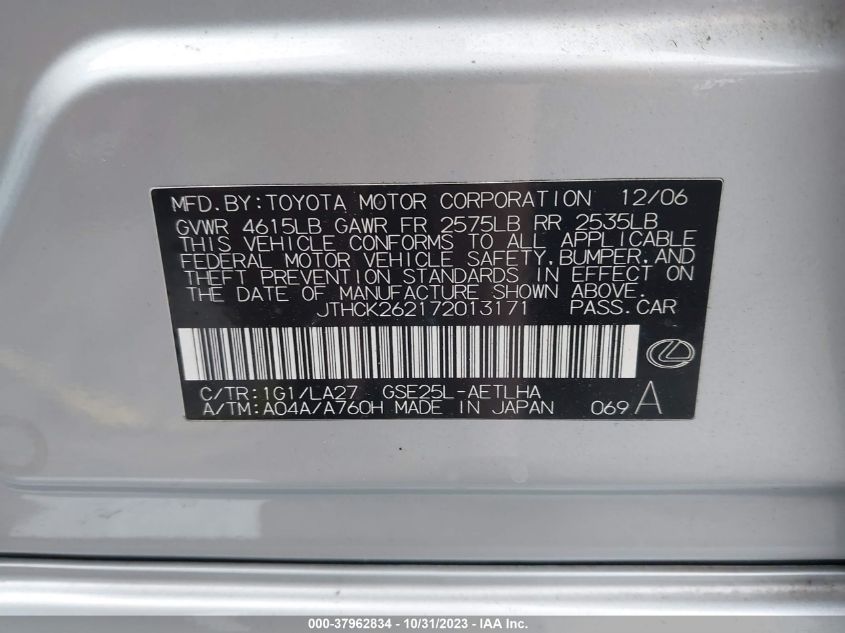 MFD.BY:TOYOTA MOTOR CORPORATION 12/06
GVWR 4615LB GAWR FR 2575LB RR 2535LB
THIS VEHICLE CONFORMS TO ALL APPLICABLE
FEDERAL MOTOR VEHICLE SAFETY,BUMPER,AND
THEFT PREVENTION STANDARDS IN EFFECT ON
THE DATE OF MANUFACTURE SHOWN ABOVE.
JTHCK262172013171 PASS.CAR
C/TR:1G1/LA27 GSE25L-AETLHA
A/TM:A04A/A760H MADE IN JAPAN 069 A
000-37962834 - 10/31/2023 - IAA Inc.